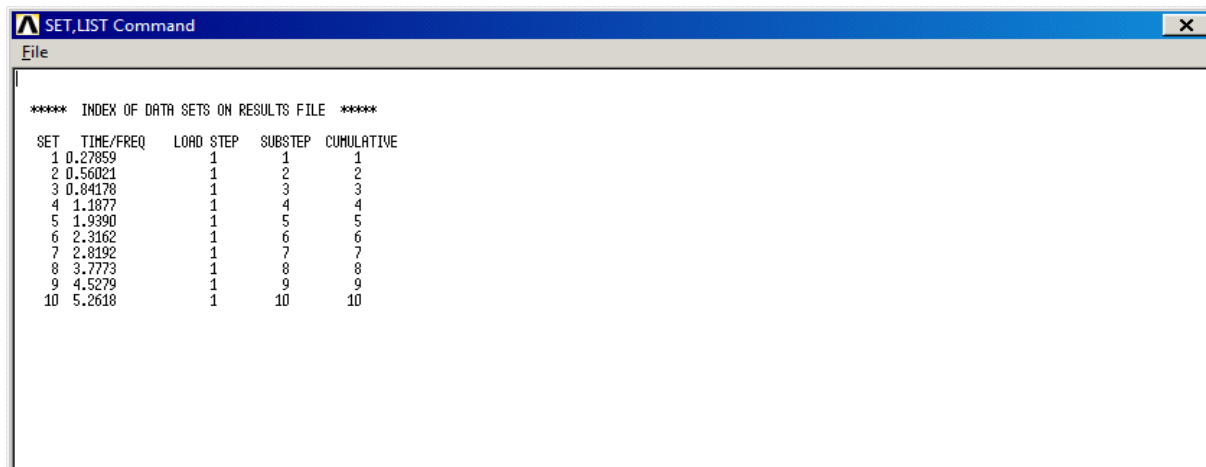 SET,LIST Command
File
***** INDEX OF DATA SETS ON RESULTS FILE *****
SET TIME/FREQ LOAD STEP SUBSTEP CUMULATIVE
1 0.27859 1 1 1
2 0.56021 1 2 2
3 0.84178 1 3 3
4 1.1877 1 4 4
5 1.9390 1 5 5
6 2.3162 1 6 6
7 2.8192 1 7 7
8 3.7773 1 8 8
9 4.5279 1 9 9
10 5.2618 1 10 10